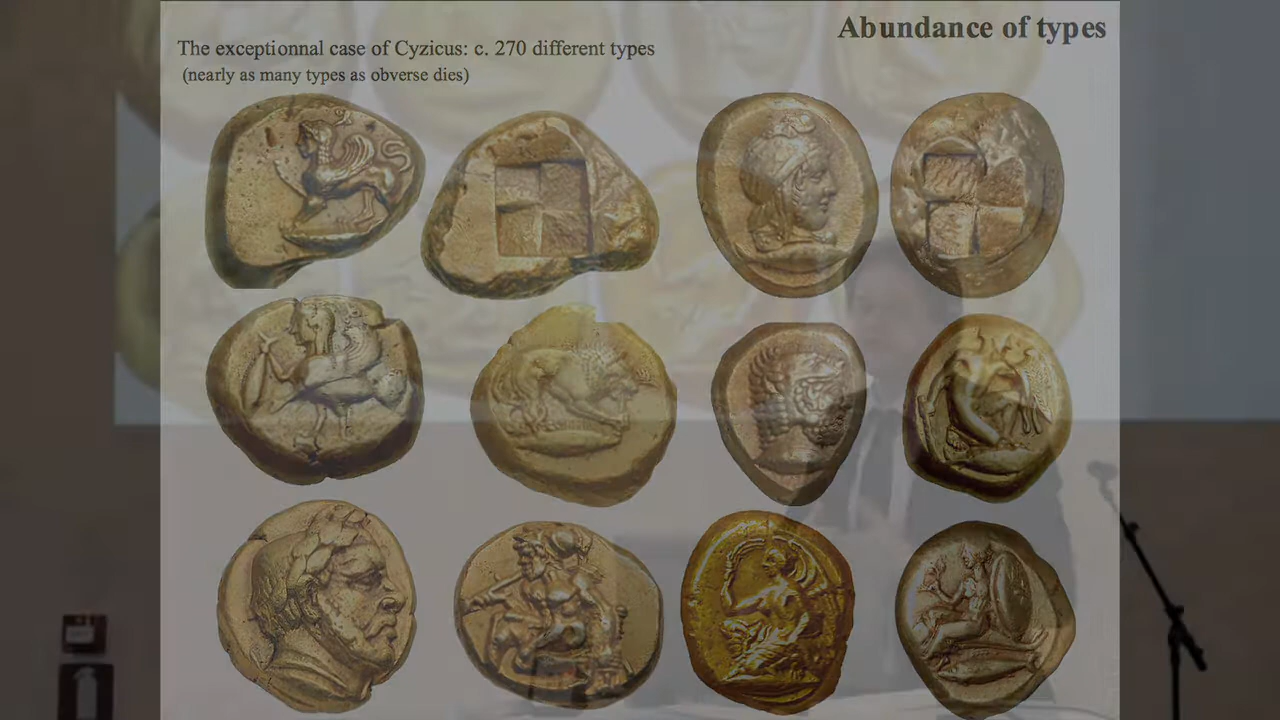 Abundance of types
The exceptionnal case of Cyzicus: c. 270 different types
(nearly as many types as obverse dies)